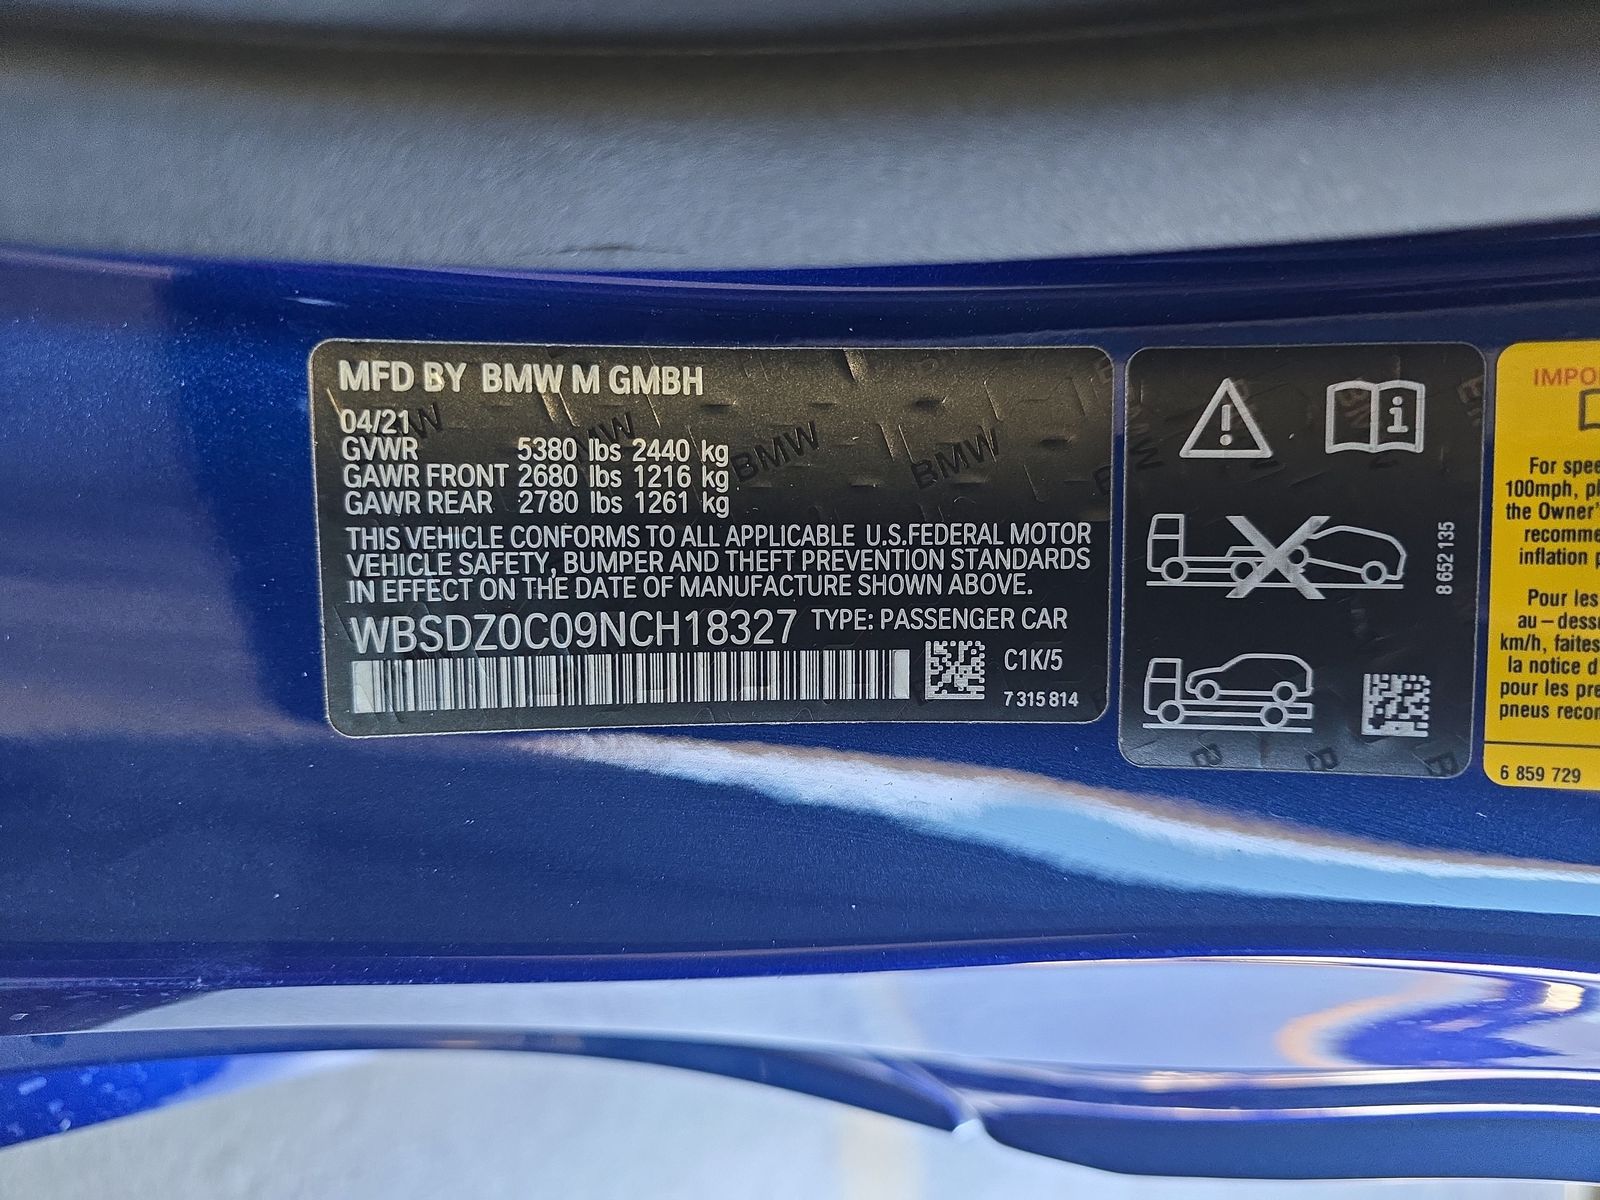 MFD BY BMW M GMBH
04/21
GVWR 5380 lbs 2440 kg
GAWR FRONT 2680 lbs 1216 kg
GAWR REAR 2780 lbs 1261 kg
THIS VEHICLE CONFORMS TO ALL APPLICABLE U.S.FEDERAL MOTOR
VEHICLE SAFETY, BUMPER AND THEFT PREVENTION STANDARDS
IN EFFECT ON THE DATE OF MANUFACTURE SHOWN ABOVE.
WBSDZ0C09NCH18327 TYPE: PASSENGER CAR
C1K/5
7 315 814
8 652 135
IMPO
For spee
100mph, pl
the Owner'
recomme
inflation p
Pour les
au – dess
km/h, faites
la notice d'
pour les pre
pneus recor
6 859 729